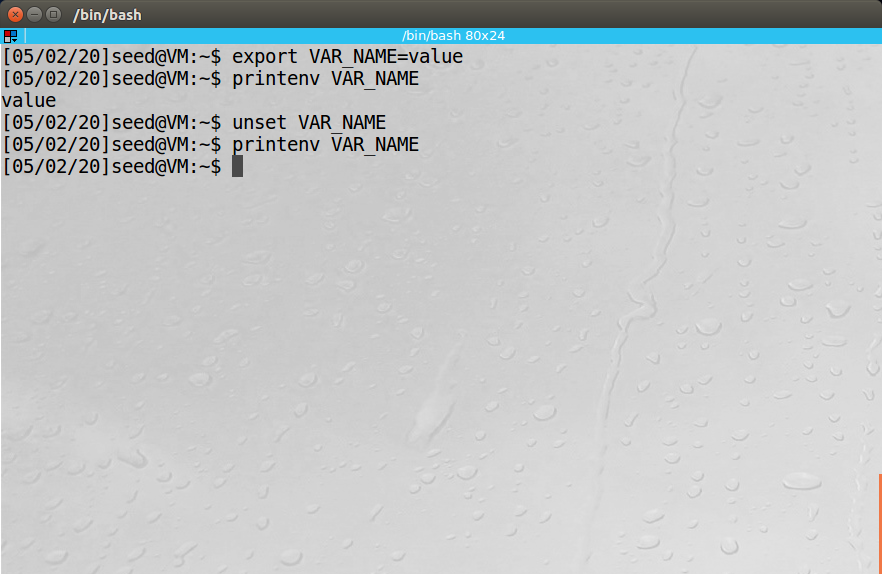 /bin/bash
/bin/bash 80x24
[05/02/20]seed@VM:~$ export VAR_NAME=value
[05/02/20]seed@VM:~$ printenv VAR_NAME
value
[05/02/20]seed@VM:~$ unset VAR_NAME
[05/02/20]seed@VM:~$ printenv VAR_NAME
[05/02/20]seed@VM:~$